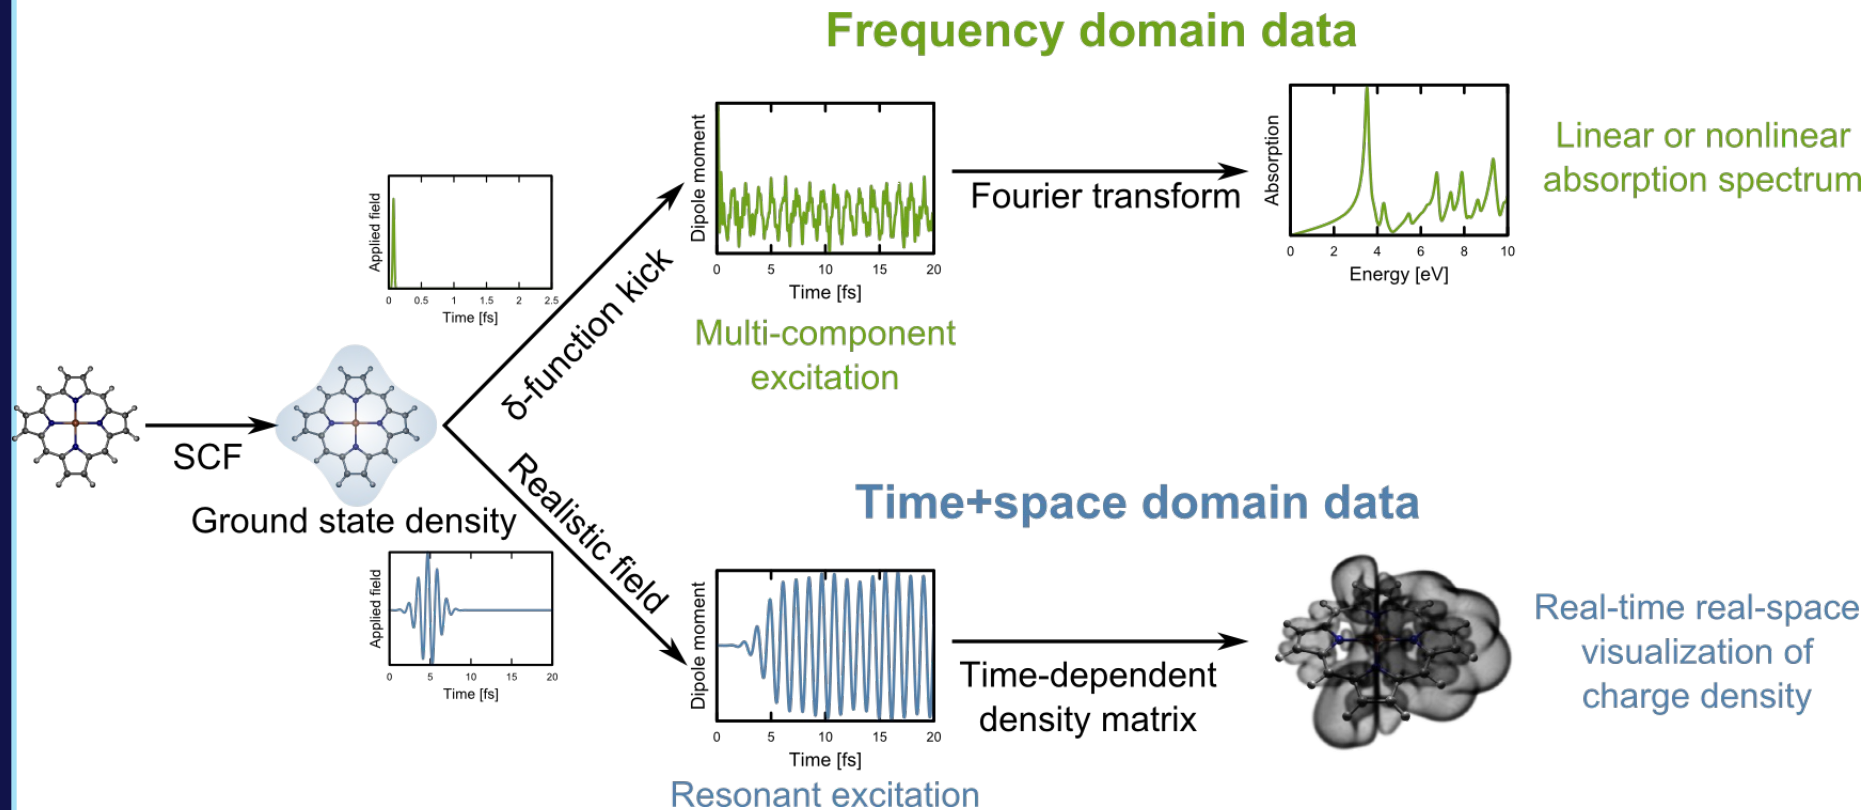 Frequency domain data
Dipole moment
0 5 10 15 20
Time [fs]
Multi-component
excitation
Fourier transform
Absorption
0 2 4 6 8 10
Energy [eV]
Linear or nonlinear
absorption spectrum
Applied field
0 0.5 1 1.5 2 2.5
Time [fs]
δ-function kick
SCF
Ground state density
Realistic field
Applied field
0 5 10 15 20
Time [fs]
Time+space domain data
Dipole moment
0 5 10 15 20
Time [fs]
Resonant excitation
Time-dependent
density matrix
Real-time real-space
visualization of
charge density